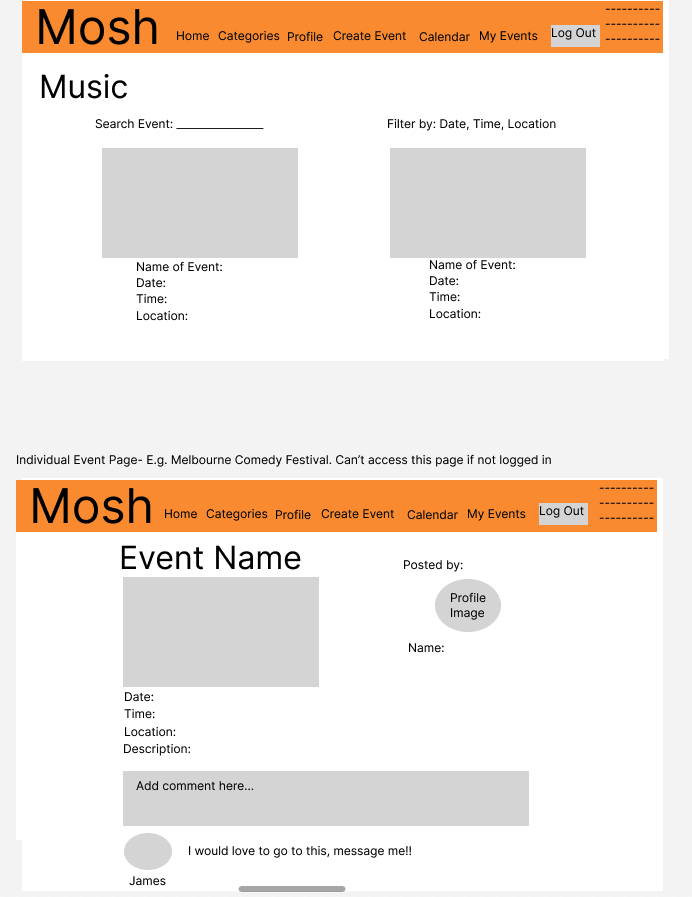 Mosh Home Categories Profile Create Event Calendar My Events Log Out
Music
Search Event: _______________ Filter by: Date, Time, Location
Name of Event:
Date:
Time:
Location:
Name of Event:
Date:
Time:
Location:
Individual Event Page- E.g. Melbourne Comedy Festival. Can’t access this page if not logged in
Mosh Home Categories Profile Create Event Calendar My Events Log Out
Event Name
Posted by:
Profile
Image
Name:
Date:
Time:
Location:
Description:
Add comment here...
I would love to go to this, message me!!
James